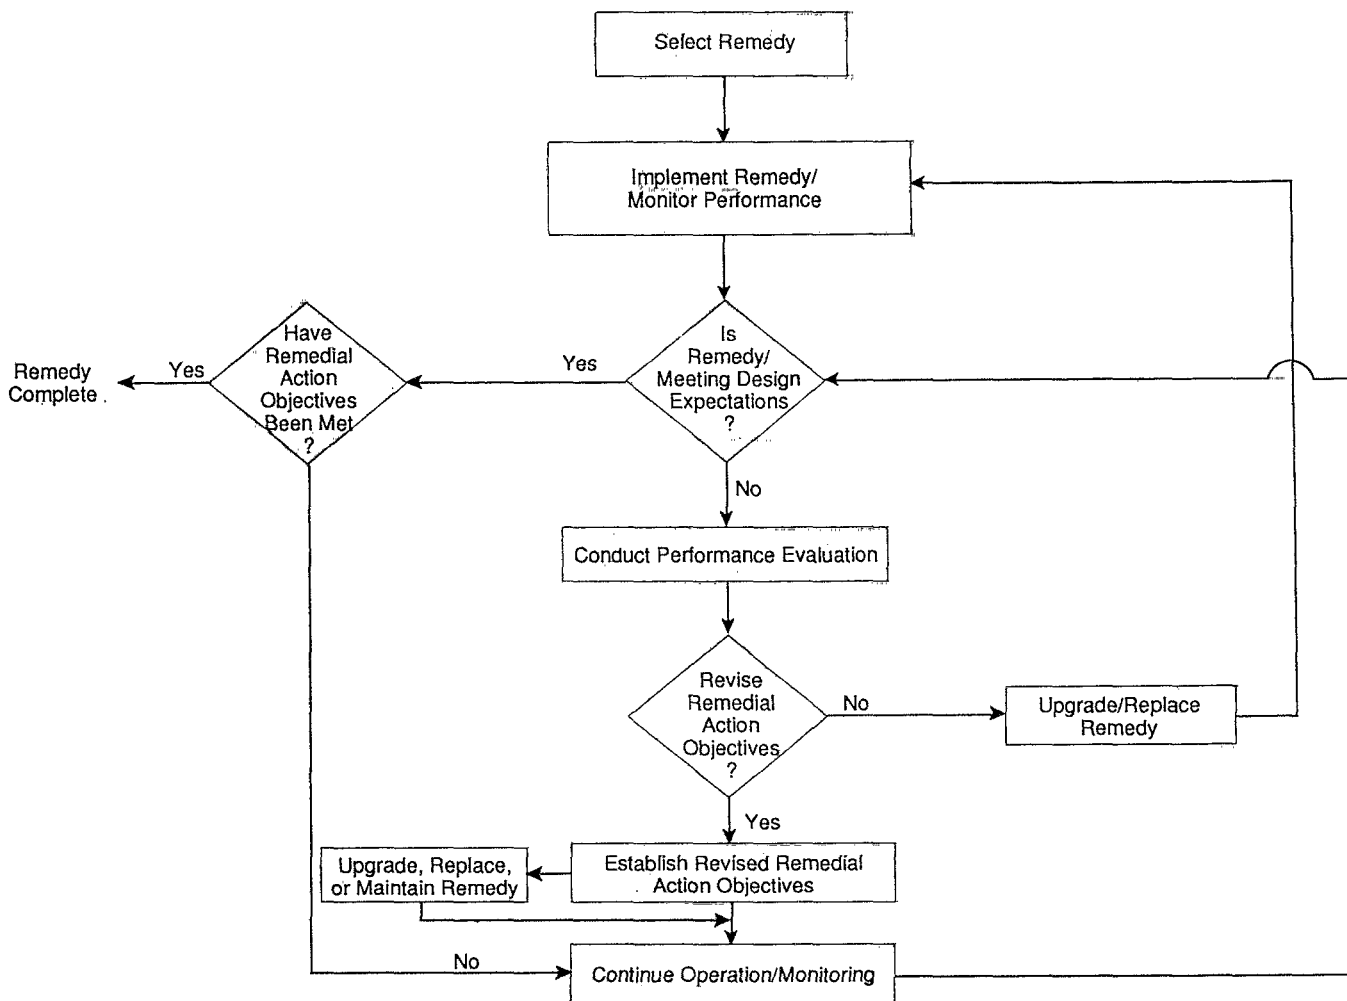 Select Remedy
Implement Remedy/
Monitor Performance
Have
Remedial
Action
Objectives
Been Met
?
Yes
Remedy
Complete
Yes
Is
Remedy/
Meeting Design
Expectations
?
No
Conduct Performance Evaluation
Revise
Remedial
Action
Objectives
?
No
Upgrade/Replace
Remedy
Yes
Upgrade, Replace,
or Maintain Remedy
Establish Revised Remedial
Action Objectives
No
Continue Operation/Monitoring